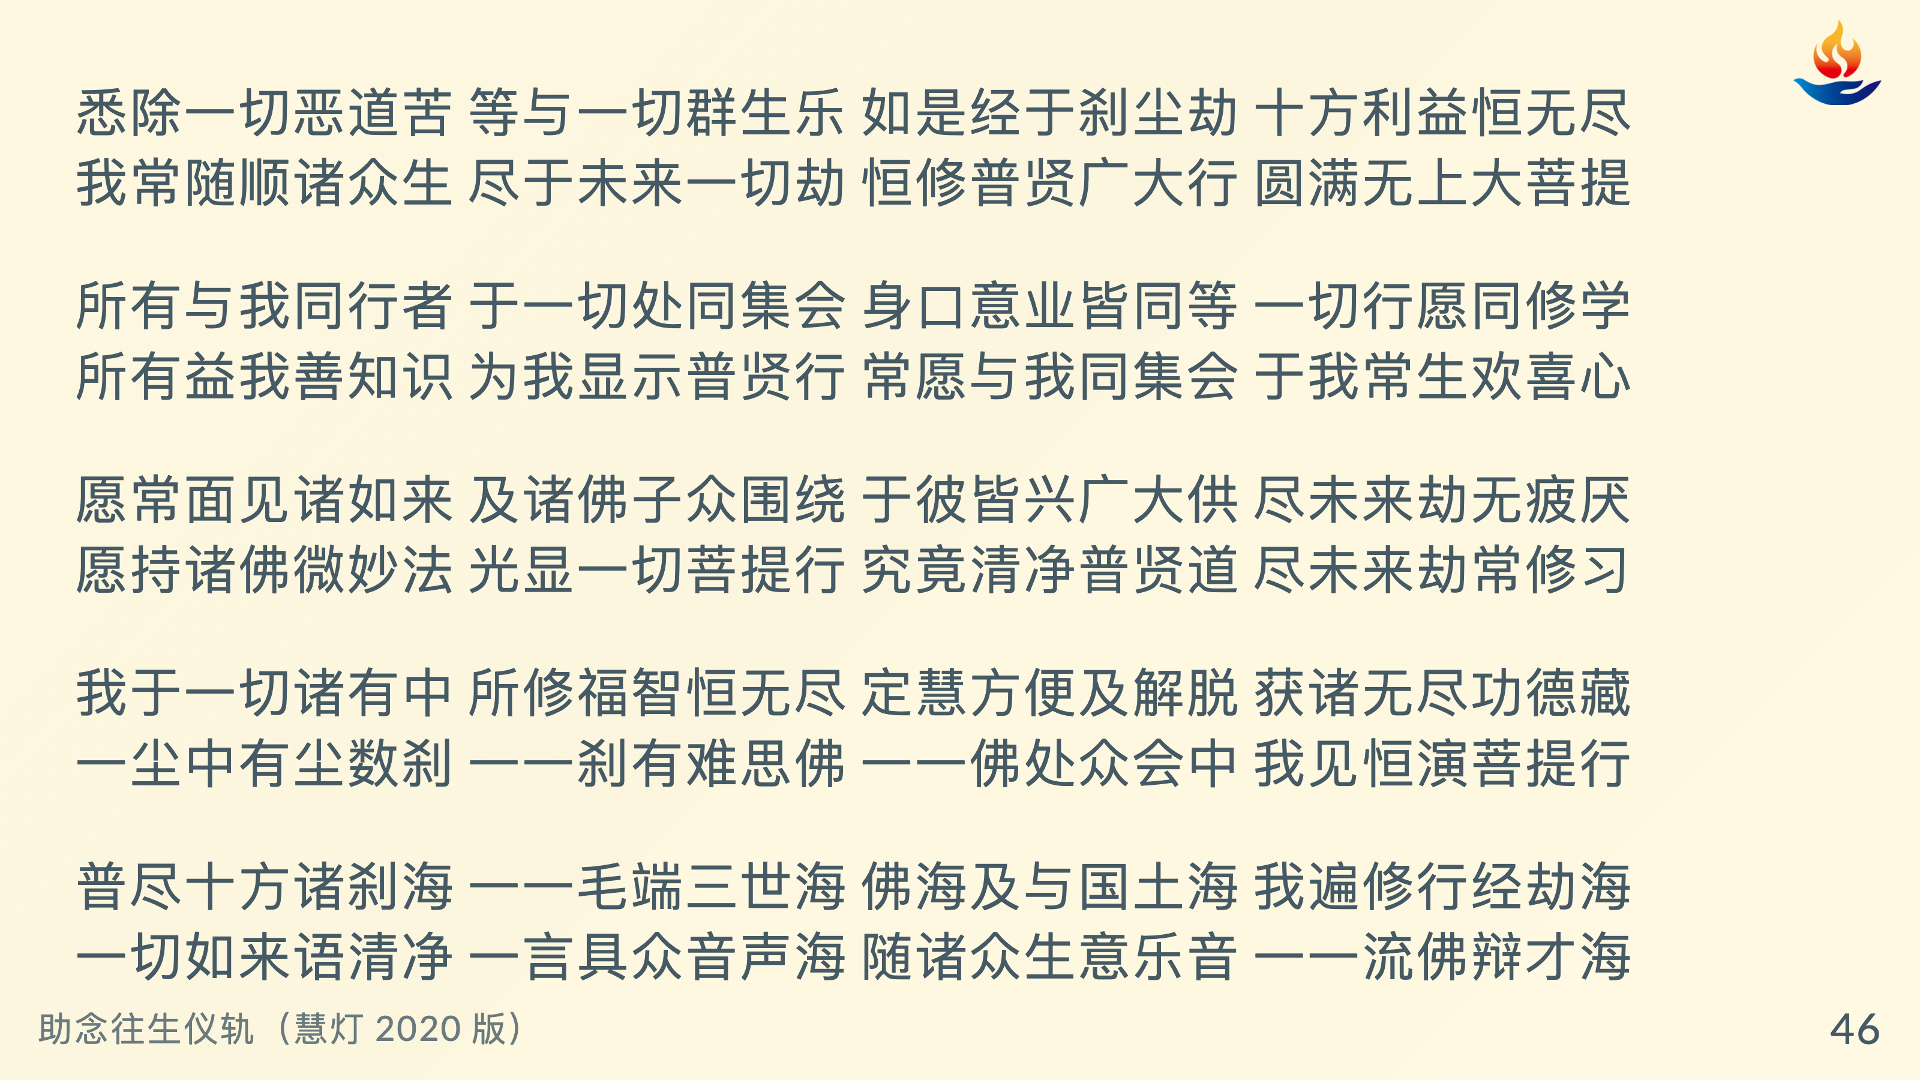 悉除一切恶道苦 等与一切群生乐 如是经于刹尘劫 十方利益恒无尽
我常随顺诸众生 尽于未来一切劫 恒修普贤广大行 圆满无上大菩提
所有与我同行者 于一切处同集会 身口意业皆同等 一切行愿同修学
所有益我善知识 为我显示普贤行 常愿与我同集会 于我常生欢喜心
愿常面见诸如来 及诸佛子众围绕 于彼皆兴广大供 尽未来劫无疲厌
愿持诸佛微妙法 光显一切菩提行 究竟清净普贤道 尽未来劫常修习
我于一切诸有中 所修福智恒无尽 定慧方便及解脱 获诸无尽功德藏
一尘中有尘数刹 一一刹有难思佛 一一佛处众会中 我见恒演菩提行
普尽十方诸刹海 一一毛端三世海 佛海及与国土海 我遍修行经劫海
一切如来语清净 一言具众音声海 随诸众生意乐音 一一流佛辩才海
助念往生仪轨（慧灯 2020 版）
46